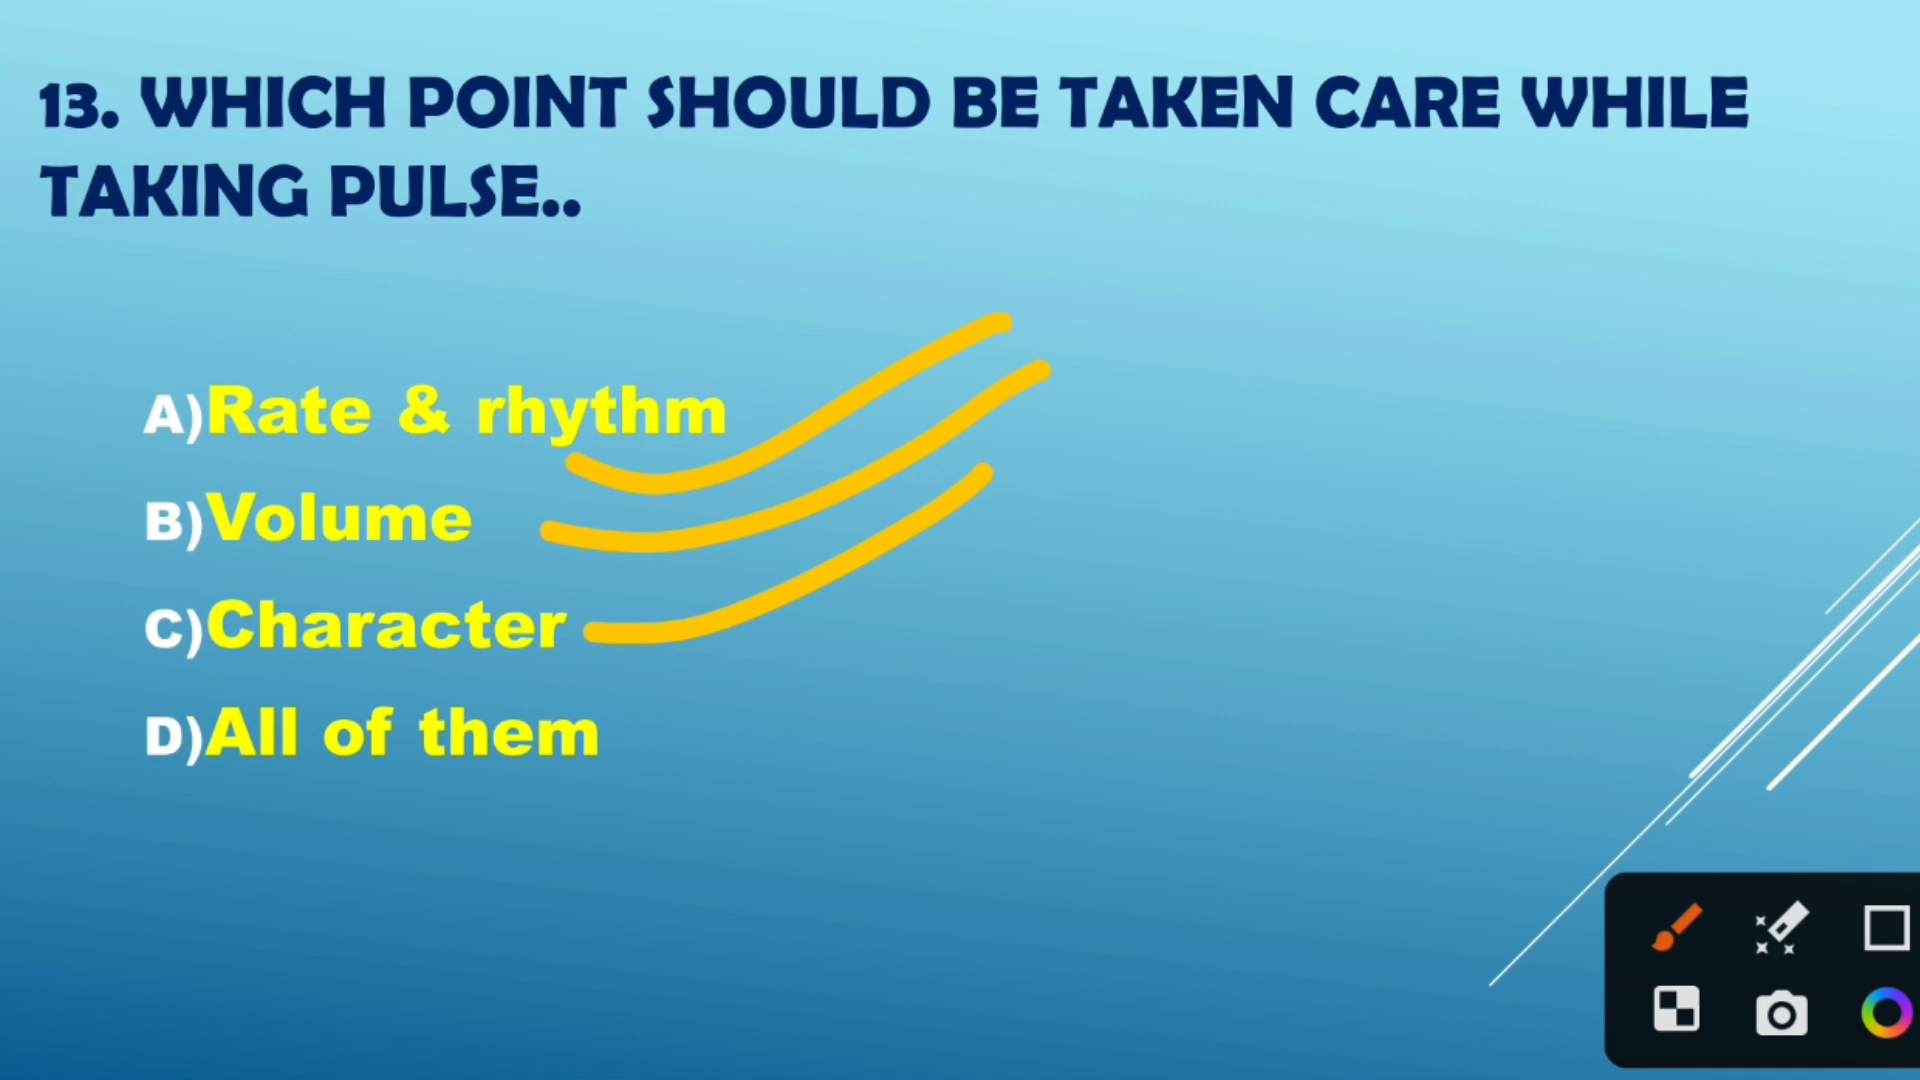 13. WHICH POINT SHOULD BE TAKEN CARE WHILE
TAKING PULSE..
A)Rate & rhythm
B)Volume
C)Character
D)All of them